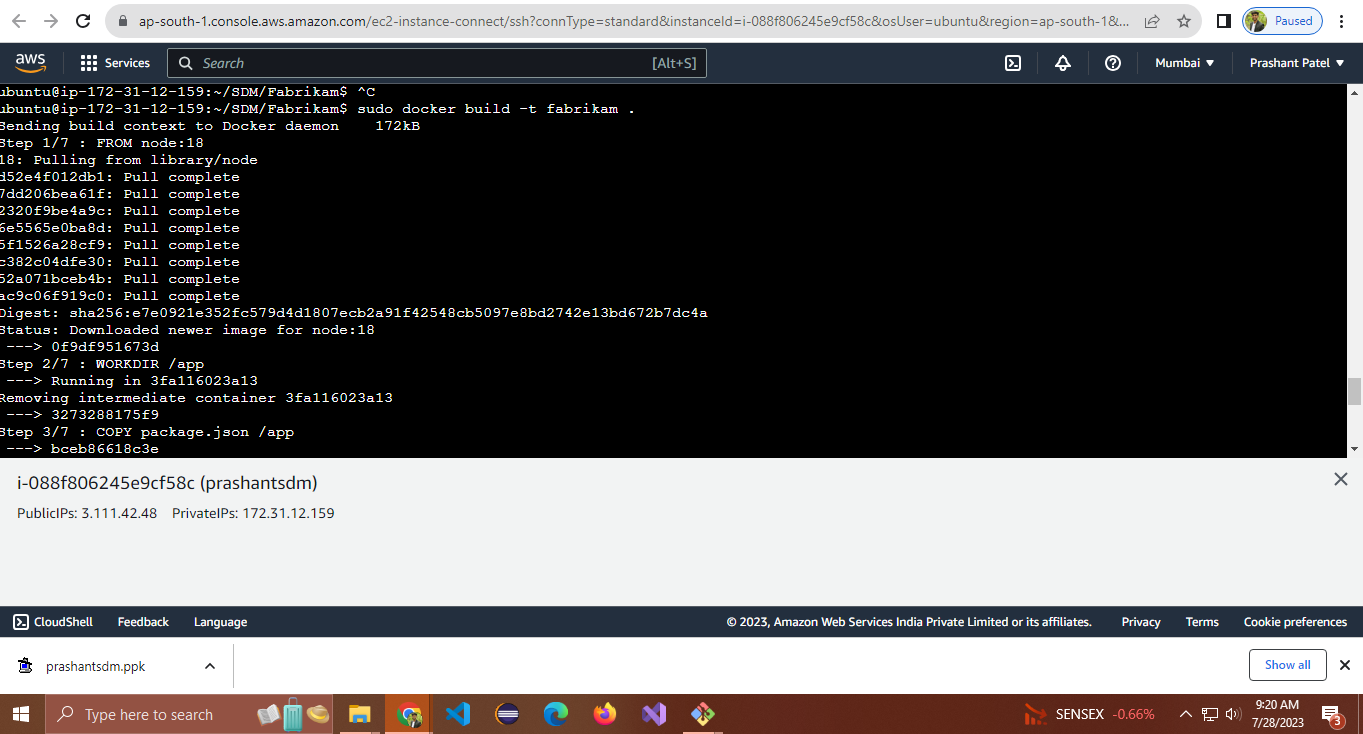 ap-south-1.console.aws.amazon.com/ec2-instance-connect/ssh?connType=standard&instanceId=i-088f806245e9cf58c&osUser=ubuntu&region=ap-south-1&... Paused
aws Services Search [Alt+S] Mumbai Prashant Patel
ubuntu@ip-172-31-12-159:~/SDM/Fabrikam$ ^C
ubuntu@ip-172-31-12-159:~/SDM/Fabrikam$ sudo docker build -t fabrikam .
Sending build context to Docker daemon 172kB
Step 1/7 : FROM node:18
18: Pulling from library/node
d52e4f012db1: Pull complete
7dd206bea61f: Pull complete
2320f9be4a9c: Pull complete
6e5565e0ba8d: Pull complete
5f1526a28cf9: Pull complete
c382c04dfe30: Pull complete
52a071bceb4b: Pull complete
ac9c06f919c0: Pull complete
Digest: sha256:e7e0921e352fc579d4d1807ecb2a91f42548cb5097e8bd2742e13bd672b7dc4a
Status: Downloaded newer image for node:18
---> 0f9df951673d
Step 2/7 : WORKDIR /app
---> Running in 3fa116023a13
Removing intermediate container 3fa116023a13
---> 3273288175f9
Step 3/7 : COPY package.json /app
---> bceb86618c3e
i-088f806245e9cf58c (prashantsdm)
PublicIPs: 3.111.42.48 PrivateIPs: 172.31.12.159
CloudShell Feedback Language © 2023, Amazon Web Services India Private Limited or its affiliates. Privacy Terms Cookie preferences
prashantsdm.ppk Show all
Type here to search SENSEX -0.66% 9:20 AM
7/28/2023 3